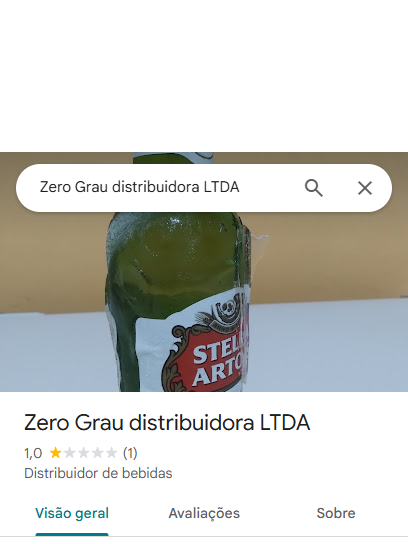 Zero Grau distribuidora LTDA
STELL
ARTO
Zero Grau distribuidora LTDA
1,0 (1)
Distribuidor de bebidas
Visão geral Avaliações Sobre